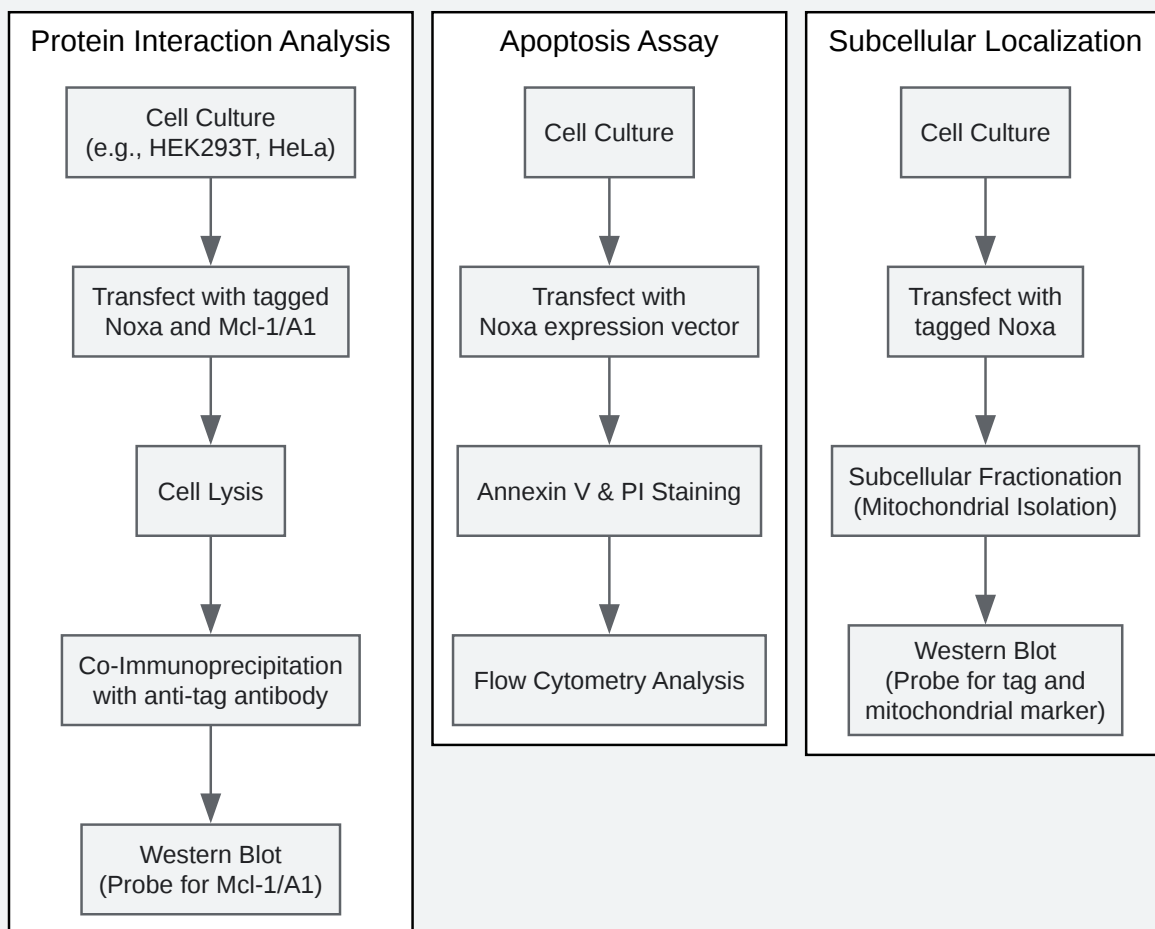 Protein Interaction Analysis
Cell Culture
(e.g., HEK293T, HeLa)
Transfect with tagged
Noxa and Mcl-1/A1
Cell Lysis
Co-Immunoprecipitation
with anti-tag antibody
Western Blot
(Probe for Mcl-1/A1)
Apoptosis Assay
Cell Culture
Transfect with
Noxa expression vector
Annexin V & PI Staining
Flow Cytometry Analysis
Subcellular Localization
Cell Culture
Transfect with
tagged Noxa
Subcellular Fractionation
(Mitochondrial Isolation)
Western Blot
(Probe for tag and
mitochondrial marker)